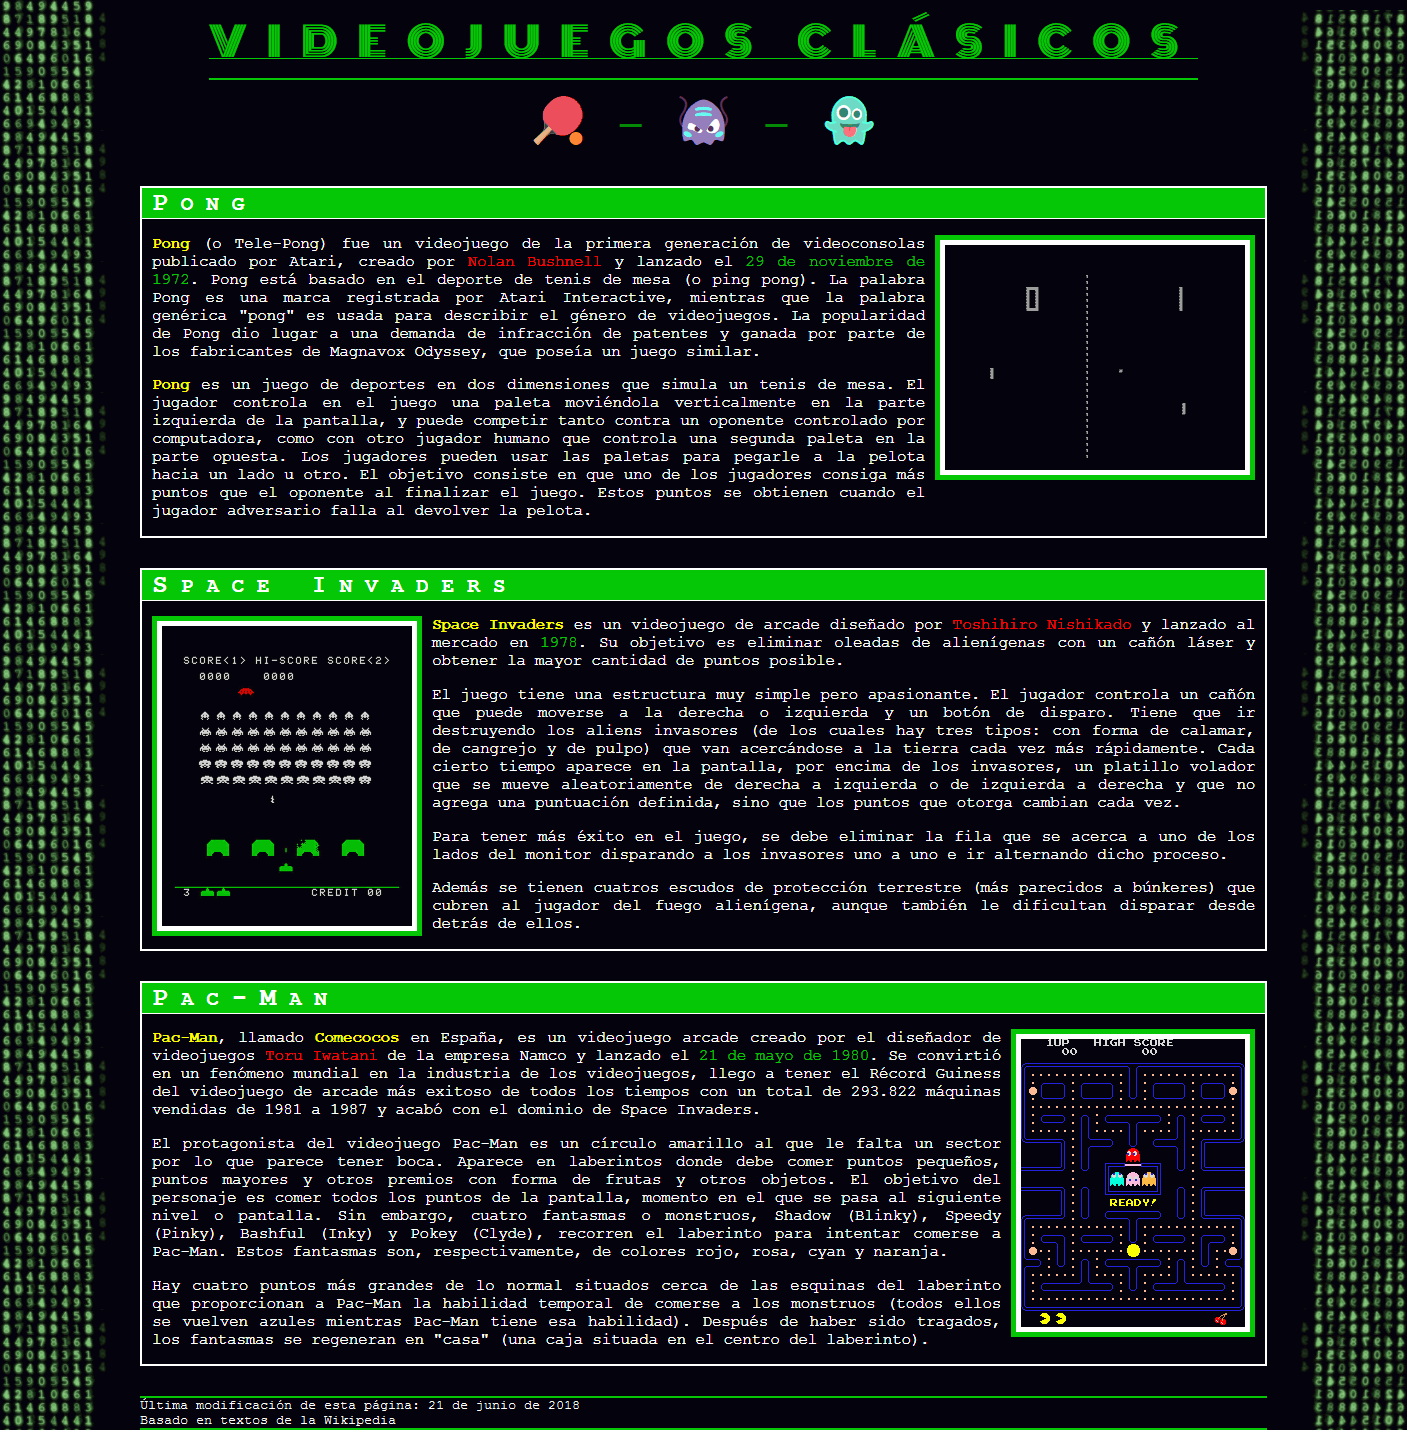 VIDEOJUEGOS CLÁSICOS
Pong
Pong (o Tele-Pong) fue un videojuego de la primera generación de videoconsolas
publicado por Atari, creado por Nolan Bushnell y lanzado el 29 de noviembre de
1972. Pong está basado en el deporte de tenis de mesa (o ping pong). La palabra
Pong es una marca registrada por Atari Interactive, mientras que la palabra
genérica "pong" es usada para describir el género de videojuegos. La popularidad
de Pong dio lugar a una demanda de infracción de patentes y ganada por parte de
los fabricantes de Magnavox Odyssey, que poseía un juego similar.
Pong es un juego de deportes en dos dimensiones que simula un tenis de mesa. El
jugador controla en el juego una paleta moviéndola verticalmente en la parte
izquierda de la pantalla, y puede competir tanto contra un oponente controlado por
computadora, como con otro jugador humano que controla una segunda paleta en la
parte opuesta. Los jugadores pueden usar las paletas para pegarle a la pelota
hacia un lado u otro. El objetivo consiste en que uno de los jugadores consiga más
puntos que el oponente al finalizar el juego. Estos puntos se obtienen cuando el
jugador adversario falla al devolver la pelota.
Space Invaders
SCORE<1> HI-SCORE SCORE<2>
0000 0000
3 CREDIT 00
Space Invaders es un videojuego de arcade diseñado por Toshihiro Nishikado y lanzado al
mercado en 1978. Su objetivo es eliminar oleadas de alienígenas con un cañón láser y
obtener la mayor cantidad de puntos posible.
El juego tiene una estructura muy simple pero apasionante. El jugador controla un cañón
que puede moverse a la derecha o izquierda y un botón de disparo. Tiene que ir
destruyendo los aliens invasores (de los cuales hay tres tipos: con forma de calamar,
de cangrejo y de pulpo) que van acercándose a la tierra cada vez más rápidamente. Cada
cierto tiempo aparece en la pantalla, por encima de los invasores, un platillo volador
que se mueve aleatoriamente de derecha a izquierda o de izquierda a derecha y que no
agrega una puntuación definida, sino que los puntos que otorga cambian cada vez.
Para tener más éxito en el juego, se debe eliminar la fila que se acerca a uno de los
lados del monitor disparando a los invasores uno a uno e ir alternando dicho proceso.
Además se tienen cuatros escudos de protección terrestre (más parecidos a búnkeres) que
cubren al jugador del fuego alienígena, aunque también le dificultan disparar desde
detrás de ellos.
Pac-Man
Pac-Man, llamado Comecocos en España, es un videojuego arcade creado por el diseñador de
videojuegos Toru Iwatani de la empresa Namco y lanzado el 21 de mayo de 1980. Se convirtió
en un fenómeno mundial en la industria de los videojuegos, llego a tener el Récord Guiness
del videojuego de arcade más exitoso de todos los tiempos con un total de 293.822 máquinas
vendidas de 1981 a 1987 y acabó con el dominio de Space Invaders.
El protagonista del videojuego Pac-Man es un círculo amarillo al que le falta un sector
por lo que parece tener boca. Aparece en laberintos donde debe comer puntos pequeños,
puntos mayores y otros premios con forma de frutas y otros objetos. El objetivo del
personaje es comer todos los puntos de la pantalla, momento en el que se pasa al siguiente
nivel o pantalla. Sin embargo, cuatro fantasmas o monstruos, Shadow (Blinky), Speedy
(Pinky), Bashful (Inky) y Pokey (Clyde), recorren el laberinto para intentar comerse a
Pac-Man. Estos fantasmas son, respectivamente, de colores rojo, rosa, cyan y naranja.
Hay cuatro puntos más grandes de lo normal situados cerca de las esquinas del laberinto
que proporcionan a Pac-Man la habilidad temporal de comerse a los monstruos (todos ellos
se vuelven azules mientras Pac-Man tiene esa habilidad). Después de haber sido tragados,
los fantasmas se regeneran en "casa" (una caja situada en el centro del laberinto).
1UP HIGH SCORE
00 00
READY!
Última modificación de esta página: 21 de junio de 2018
Basado en textos de la Wikipedia